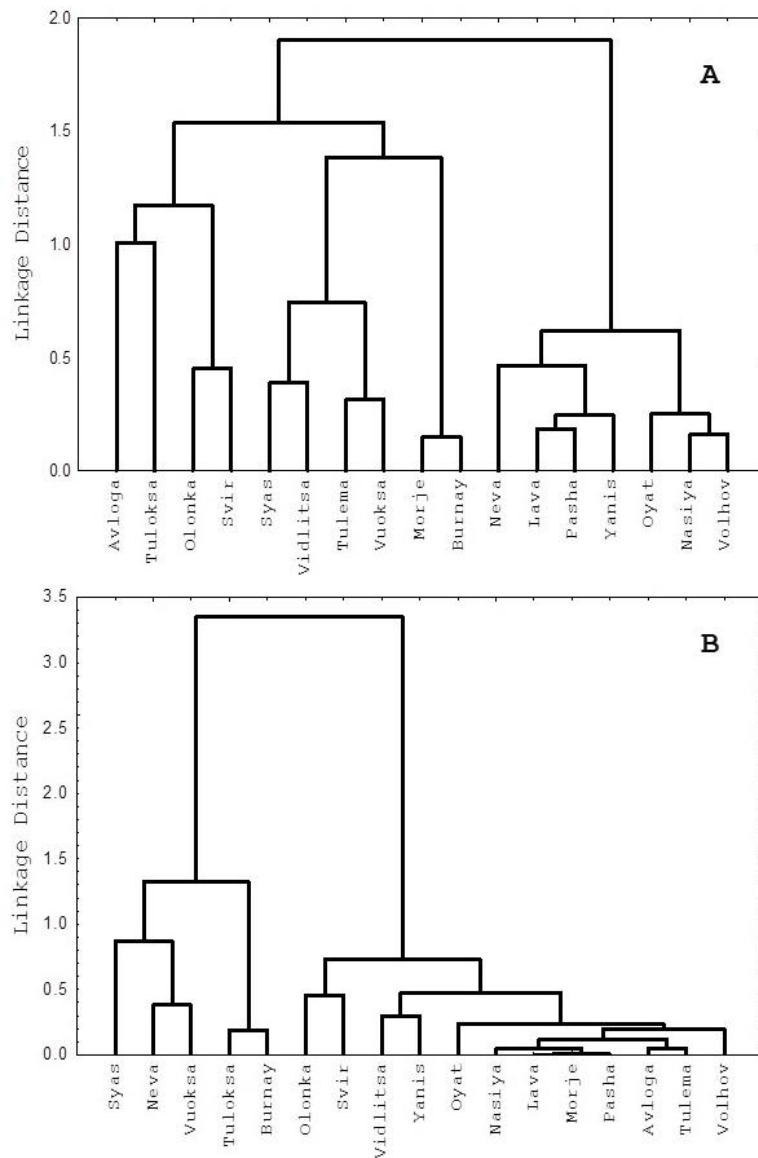 2.0
A
1.5
Linkage Distance
1.0
0.5
0.0
Avloga
Tuloksa
Olonka
Svir
Syas
Vidlitsa
Tulema
Vuoksa
Morje
Burnay
Neva
Lava
Pasha
Yanis
Oyat
Nasiya
Volhov
3.5
B
3.0
2.5
2.0
Linkage Distance
1.5
1.0
0.5
0.0
Syas
Neva
Vuoksa
Tuloksa
Burnay
Olonka
Svir
Vidlitsa
Yanis
Oyat
Nasiya
Lava
Morje
Pasha
Avloga
Tulema
Volhov